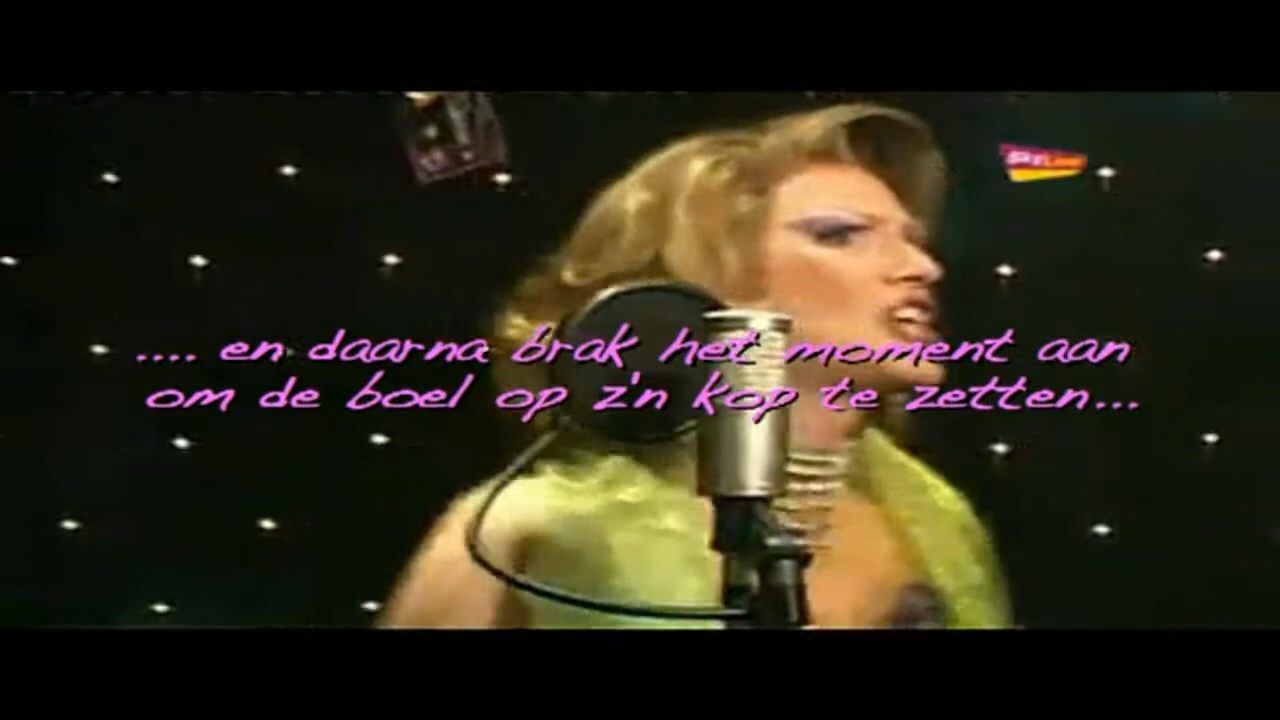 .... en daarna brak het moment aan
om de boel op z'n kop te zetten...